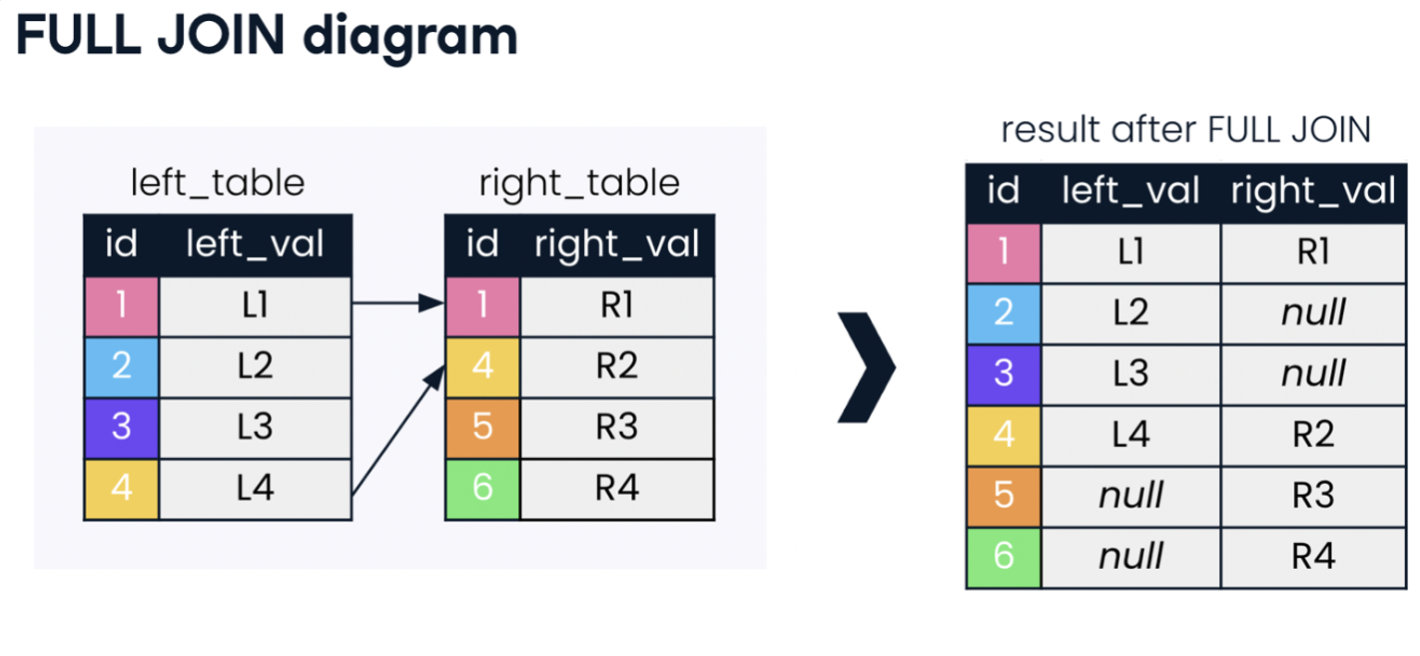 FULL JOIN diagram
result after FULL JOIN
left_table right_table
id left_val id right_val
1 L1 1 R1
2 L2 4 R2
3 L3 5 R3
4 L4 6 R4
id left_val right_val
1 L1 R1
2 L2 null
3 L3 null
4 L4 R2
5 null R3
6 null R4